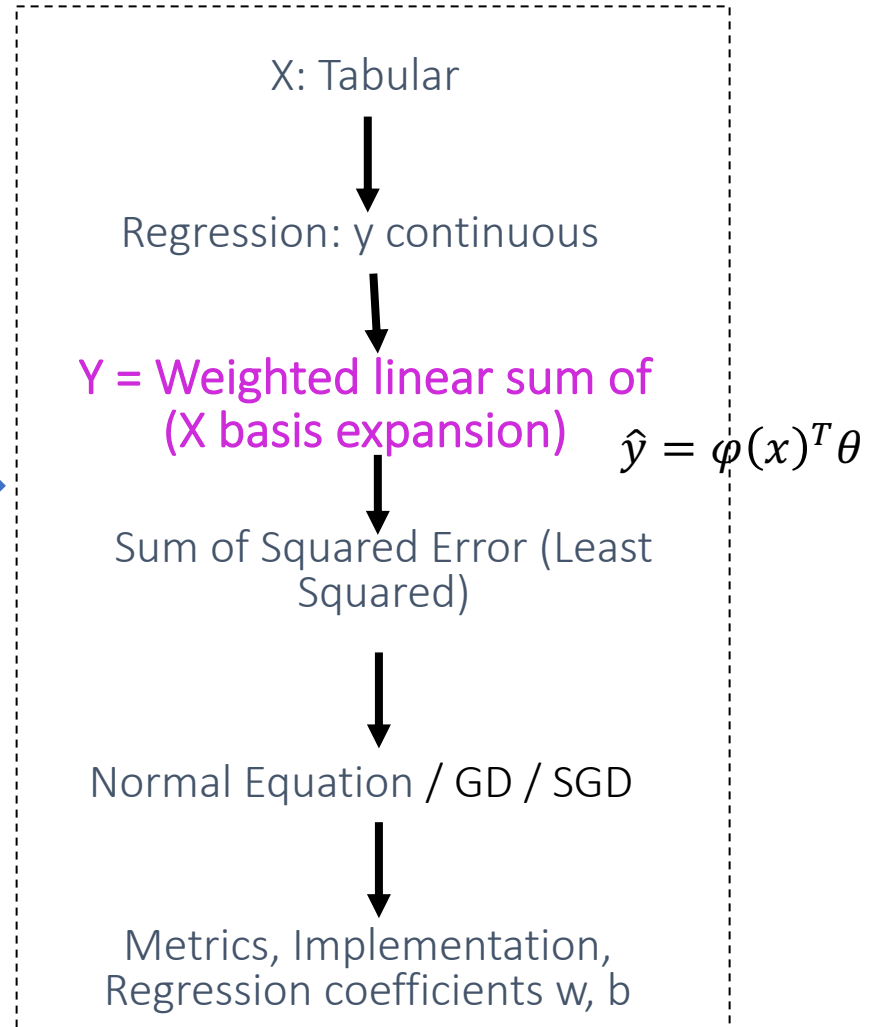 X: Tabular
Regression: y continuous
Y = Weighted linear sum of
(X basis expansion)
ŷ = φ(x)ᵀθ
Sum of Squared Error (Least
Squared)
Normal Equation / GD / SGD
Metrics, Implementation,
Regression coefficients w, b